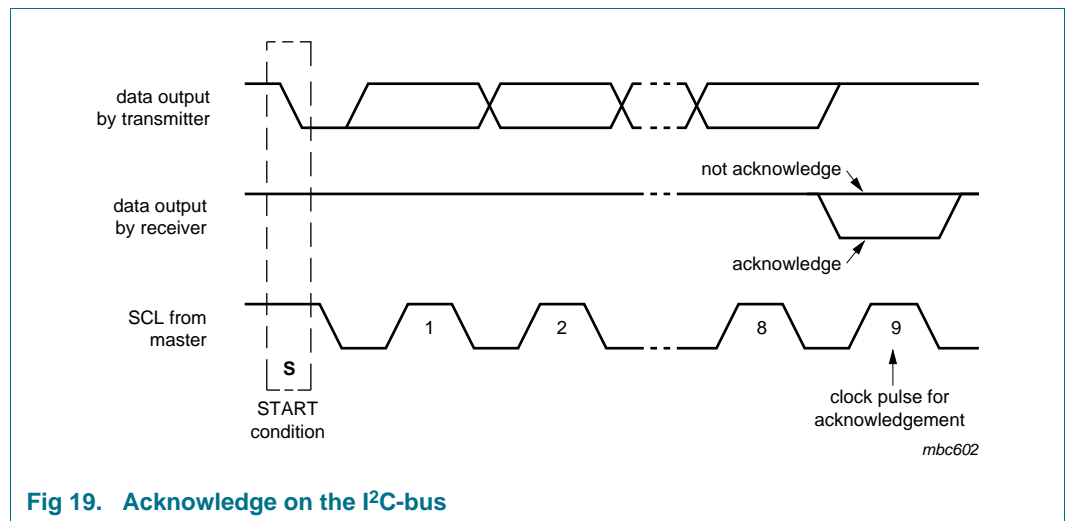 data output
by transmitter
not acknowledge
data output
by receiver
acknowledge
SCL from
master
1
2
8
9
S
START
condition
clock pulse for
acknowledgement
mbc602
Fig 19. Acknowledge on the I²C-bus